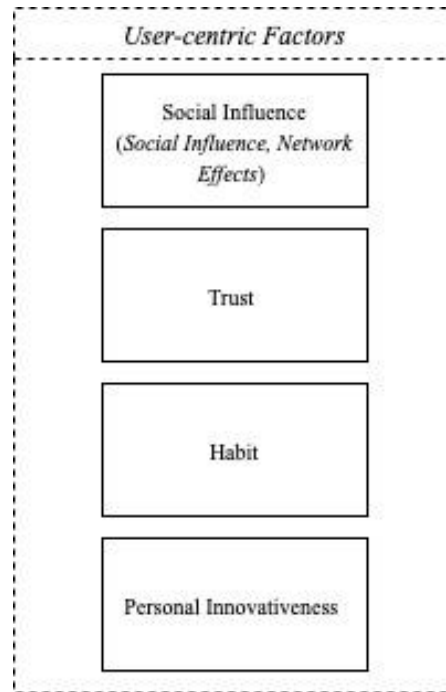 User-centric Factors
Social Influence
(Social Influence, Network
Effects)
Trust
Habit
Personal Innovativeness